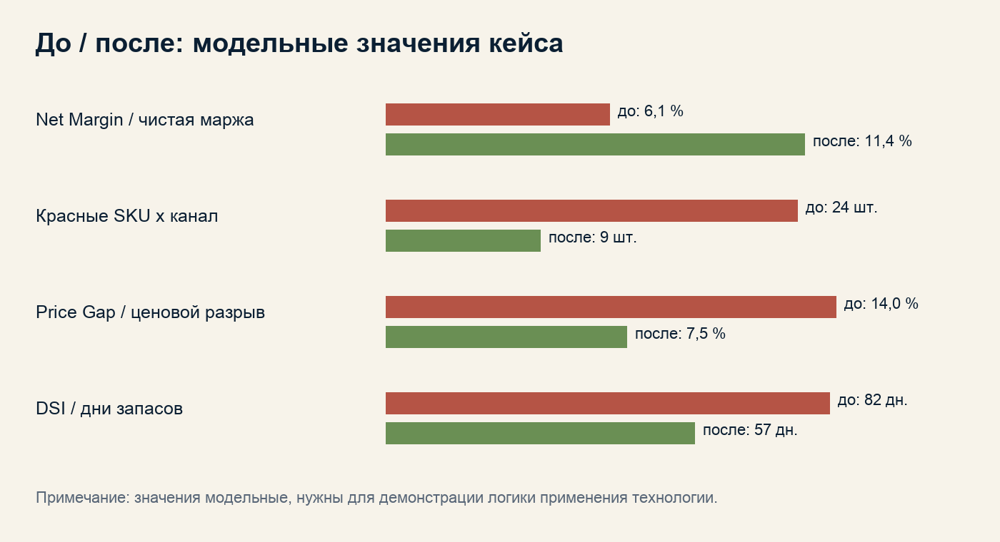 До / после: модельные значения кейса
Net Margin / чистая маржа
до: 6,1 %
после: 11,4 %
Красные SKU x канал
до: 24 шт.
после: 9 шт.
Price Gap / ценовой разрыв
до: 14,0 %
после: 7,5 %
DSI / дни запасов
до: 82 дн.
после: 57 дн.
Примечание: значения модельные, нужны для демонстрации логики применения технологии.